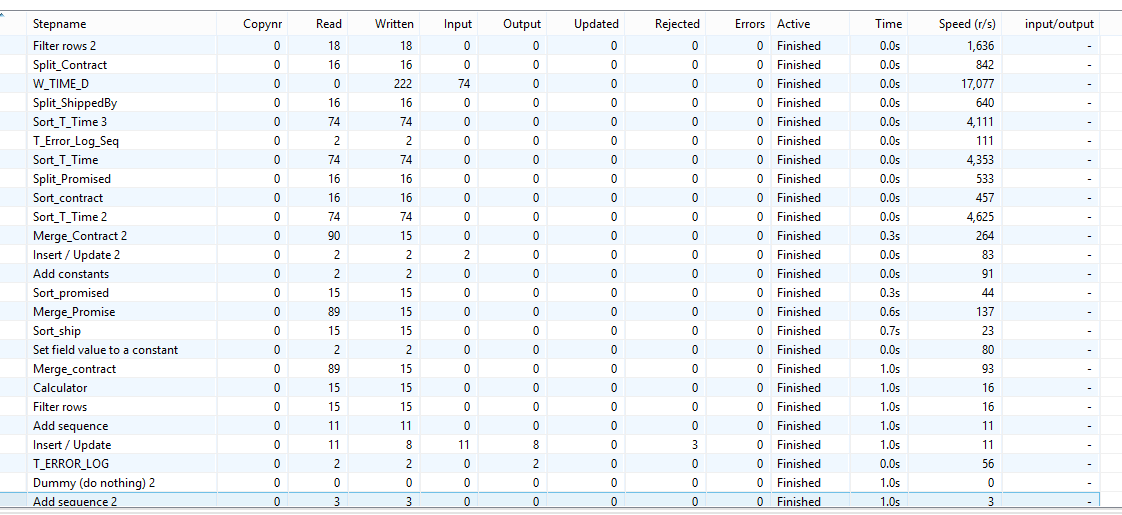 Stepname Copynr Read Written Input Output Updated Rejected Errors Active Time Speed (r/s) input/output
Filter rows 2 0 18 18 0 0 0 0 0 Finished 0.0s 1,636 -
Split_Contract 0 16 16 0 0 0 0 0 Finished 0.0s 842 -
W_TIME_D 0 0 222 74 0 0 0 0 Finished 0.0s 17,077 -
Split_ShippedBy 0 16 16 0 0 0 0 0 Finished 0.0s 640 -
Sort_T_Time 3 0 74 74 0 0 0 0 0 Finished 0.0s 4,111 -
T_Error_Log_Seq 0 2 2 0 0 0 0 0 Finished 0.0s 111 -
Sort_T_Time 0 74 74 0 0 0 0 0 Finished 0.0s 4,353 -
Split_Promised 0 16 16 0 0 0 0 0 Finished 0.0s 533 -
Sort_contract 0 16 16 0 0 0 0 0 Finished 0.0s 457 -
Sort_T_Time 2 0 74 74 0 0 0 0 0 Finished 0.0s 4,625 -
Merge_Contract 2 0 90 15 0 0 0 0 0 Finished 0.3s 264 -
Insert / Update 2 0 2 2 2 0 0 0 0 Finished 0.0s 83 -
Add constants 0 2 2 0 0 0 0 0 Finished 0.0s 91 -
Sort_promised 0 15 15 0 0 0 0 0 Finished 0.3s 44 -
Merge_Promise 0 89 15 0 0 0 0 0 Finished 0.6s 137 -
Sort_ship 0 15 15 0 0 0 0 0 Finished 0.7s 23 -
Set field value to a constant 0 2 2 0 0 0 0 0 Finished 0.0s 80 -
Merge_contract 0 89 15 0 0 0 0 0 Finished 1.0s 93 -
Calculator 0 15 15 0 0 0 0 0 Finished 1.0s 16 -
Filter rows 0 15 15 0 0 0 0 0 Finished 1.0s 16 -
Add sequence 0 11 11 0 0 0 0 0 Finished 1.0s 11 -
Insert / Update 0 11 8 11 8 0 3 0 Finished 1.0s 11 -
T_ERROR_LOG 0 2 2 0 2 0 0 0 Finished 0.0s 56 -
Dummy (do nothing) 2 0 0 0 0 0 0 0 0 Finished 1.0s 0 -
Add sequence 2 0 3 3 0 0 0 0 0 Finished 1.0s 3 -